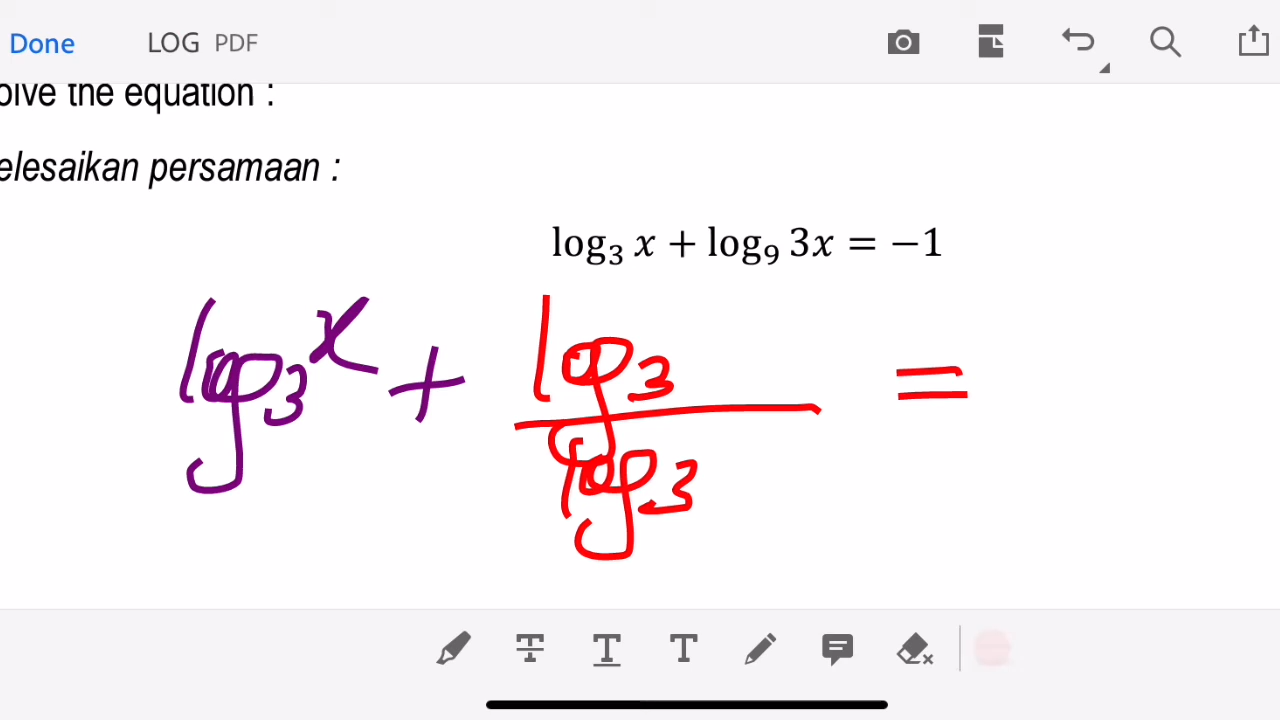 Done LOG PDF
olve the equation :
elesaikan persamaan :
log₃ x + log₉ 3x = −1
log₃ x + log₃ =
log₃